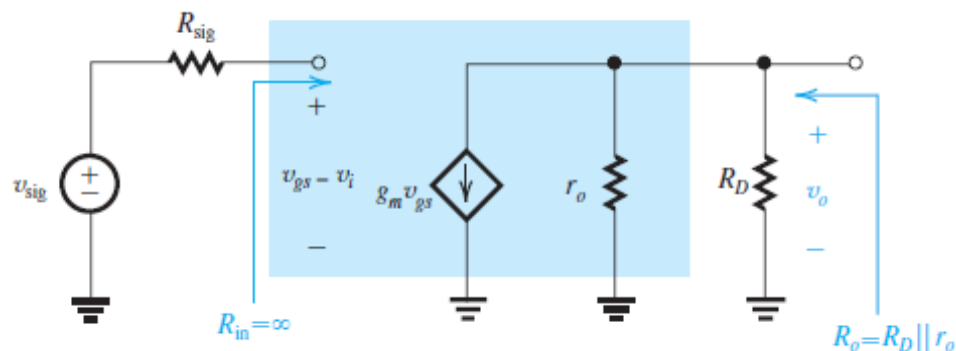 R_sig
+
+
v_sig
+
−
v_gs − v_i
g_m v_gs
r_o
R_D
v_o
−
−
R_in = ∞
R_o = R_D || r_o